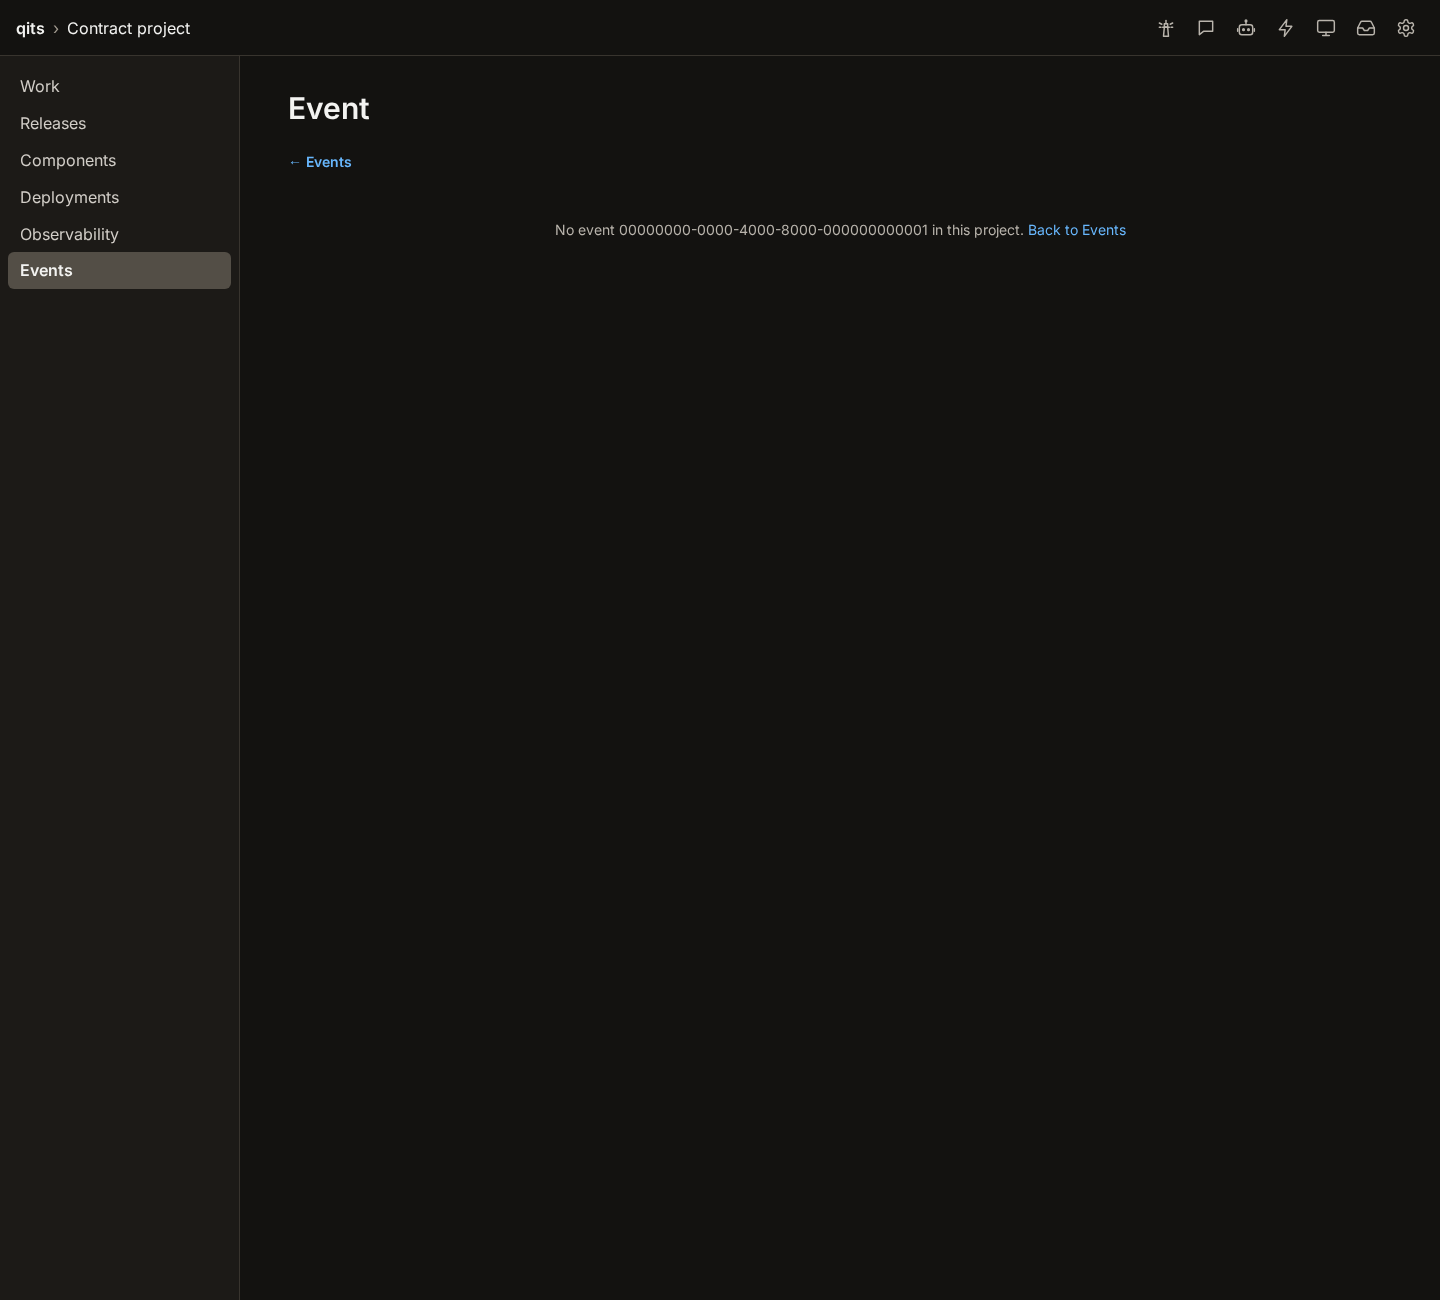 qits › Contract project
Work
Releases
Components
Deployments
Observability
Events
Event
← Events
No event 00000000-0000-4000-8000-000000000001 in this project. Back to Events